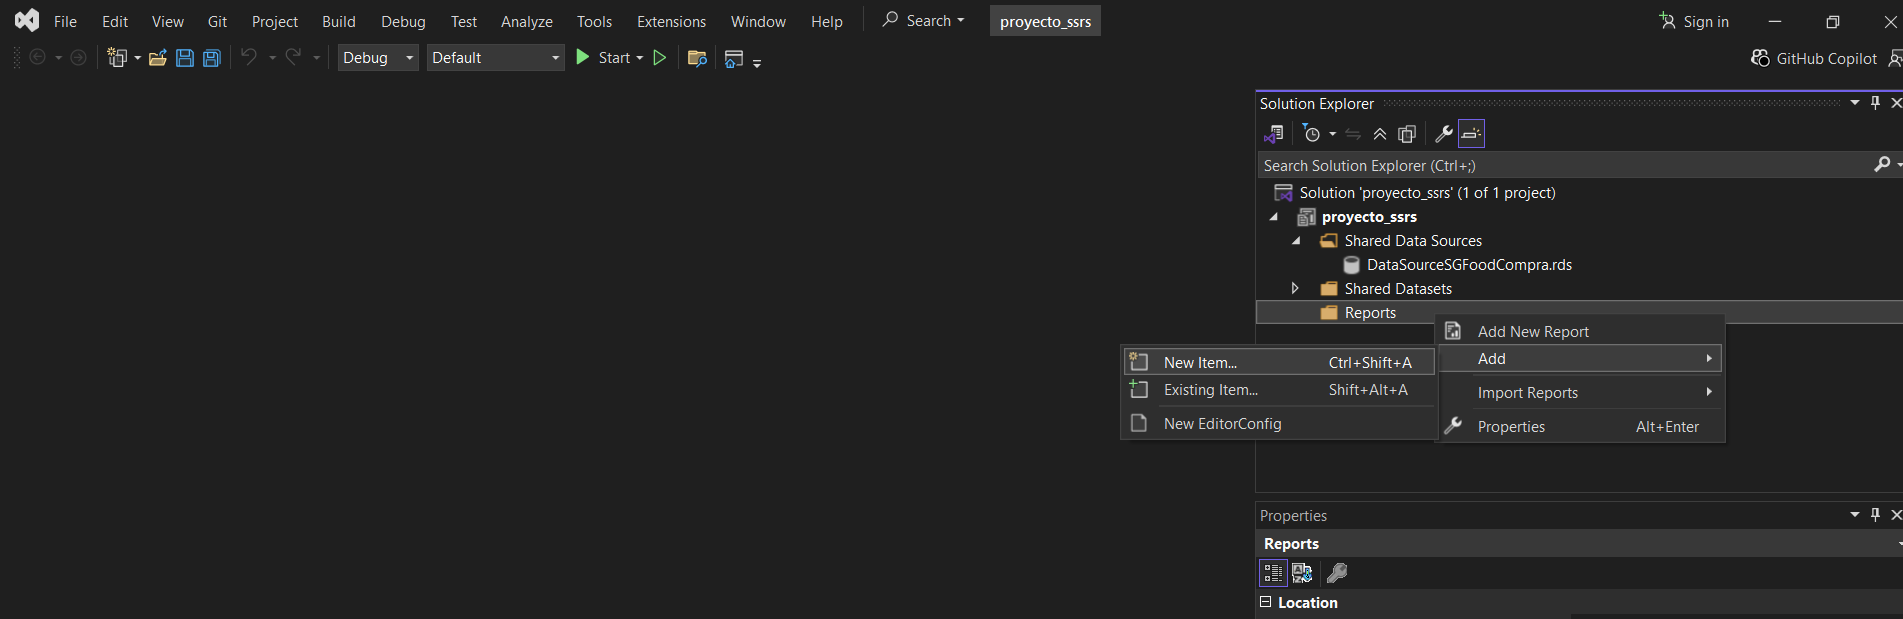 File Edit View Git Project Build Debug Test Analyze Tools Extensions Window Help Search proyecto_ssrs Sign in
Debug Default Start GitHub Copilot
Solution Explorer
Search Solution Explorer (Ctrl+;)
Solution 'proyecto_ssrs' (1 of 1 project)
proyecto_ssrs
Shared Data Sources
DataSourceSGFoodCompra.rds
Shared Datasets
Reports
Add New Report
Add
Import Reports
Properties Alt+Enter
New Item... Ctrl+Shift+A
Existing Item... Shift+Alt+A
New EditorConfig
Properties
Reports
Location